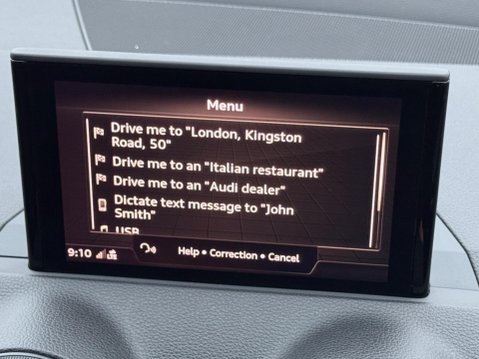 Menu
Drive me to "London, Kingston
Road, 50"
Drive me to an "Italian restaurant"
Drive me to an "Audi dealer"
Dictate text message to "John
Smith"
USB
9:10 LTE Help • Correction • Cancel